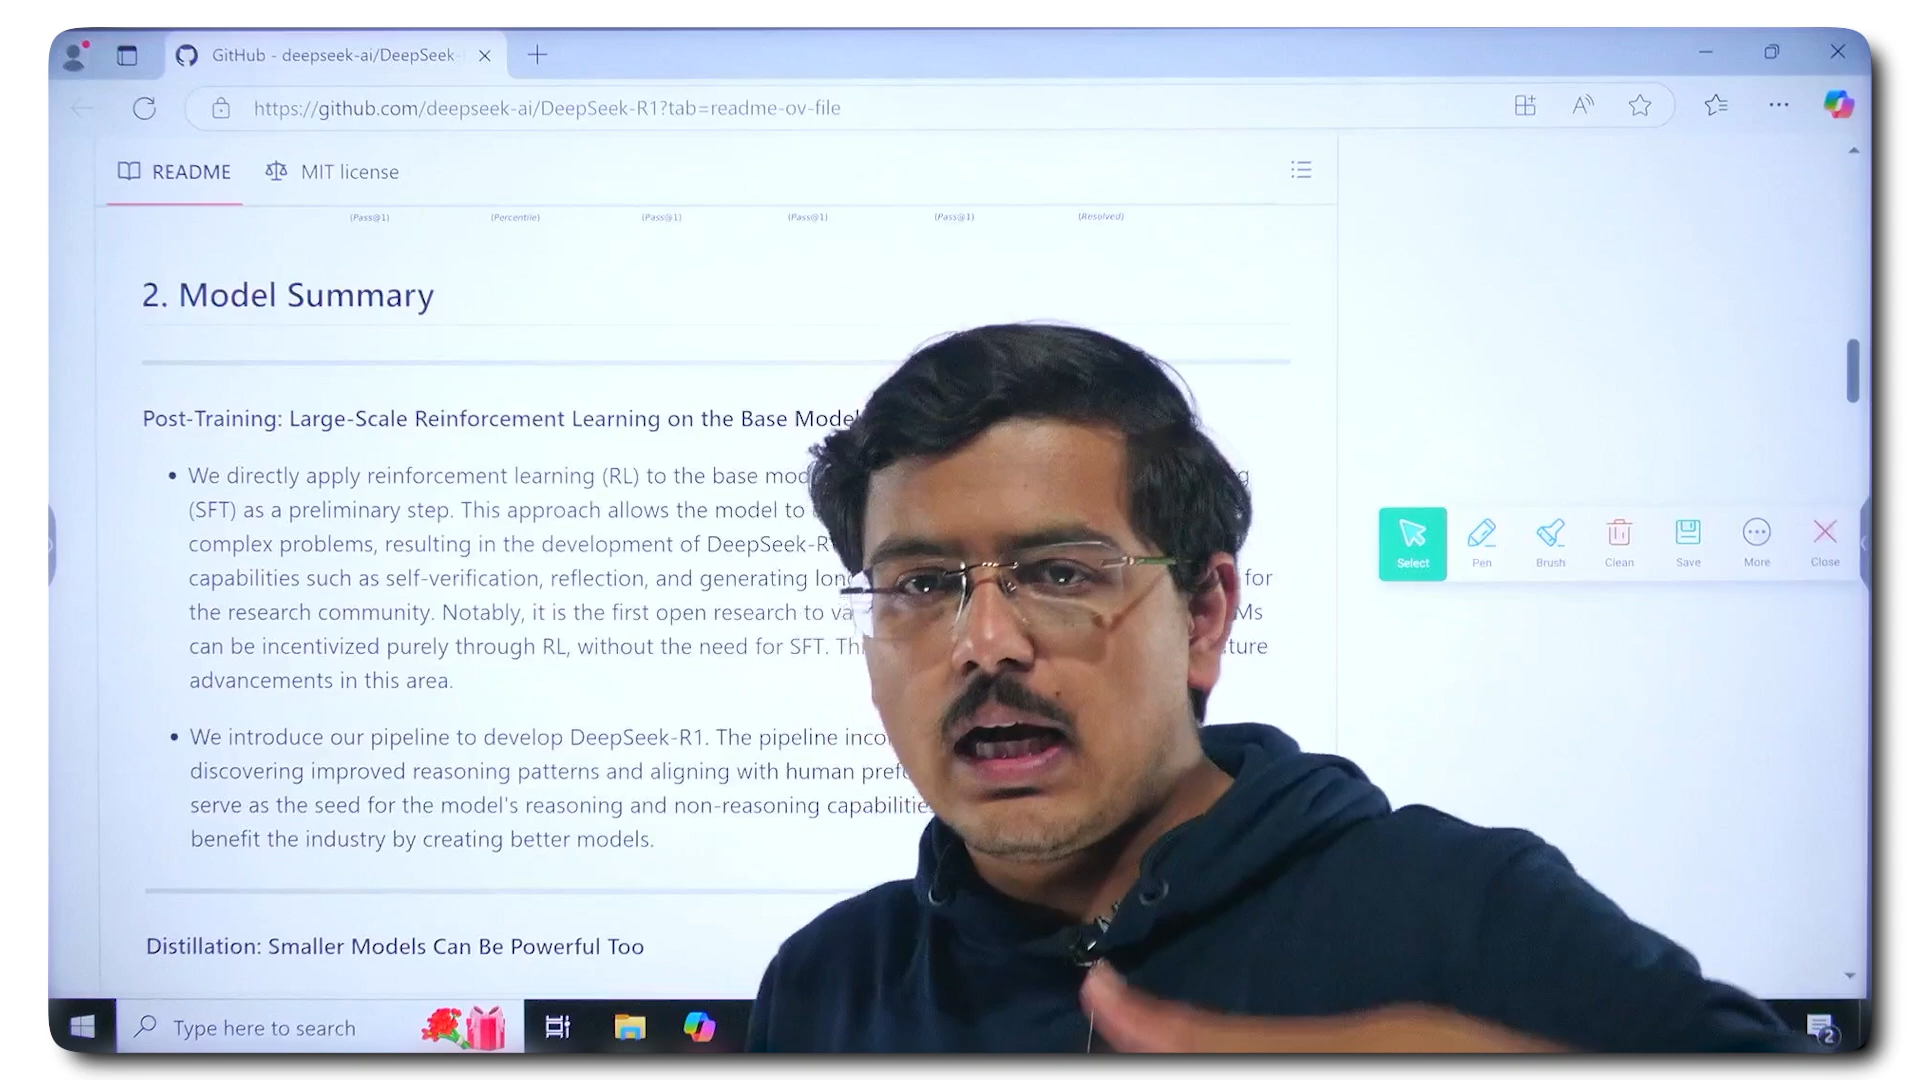 GitHub - deepseek-ai/DeepSeek-
https://github.com/deepseek-ai/DeepSeek-R1?tab=readme-ov-file
README
MIT license
(Pass@1) (Percentile) (Pass@1) (Pass@1) (Pass@1) (Resolved)
2. Model Summary
Post-Training: Large-Scale Reinforcement Learning on the Base Model
• We directly apply reinforcement learning (RL) to the base
(SFT) as a preliminary step. This approach allows the model to
complex problems, resulting in the development of DeepSeek-R
capabilities such as self-verification, reflection, and generating for
the research community. Notably, it is the first open research to Ms
can be incentivized purely through RL, without the need for SFT. ture
advancements in this area.
• We introduce our pipeline to develop DeepSeek-R1. The pipeline
discovering improved reasoning patterns and aligning with human
serve as the seed for the model's reasoning and non-reasoning
benefit the industry by creating better models.
Distillation: Smaller Models Can Be Powerful Too
Select Pen Brush Clean Save More Close
Type here to search
2